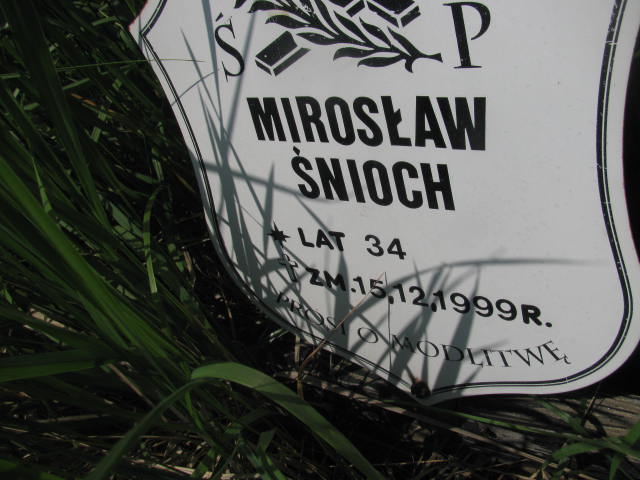 Ś P
MIROSŁAW
ŚNIOCH
LAT 34
ZM.15,12,1999R.
PROSI O MODLITWĘ